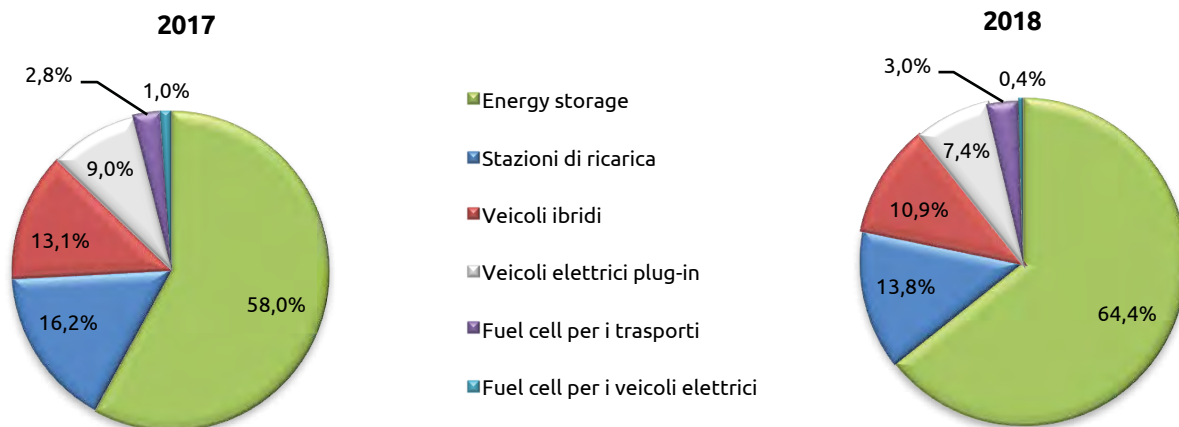 2017
2,8%
1,0%
9,0%
13,1%
16,2%
58,0%
Energy storage
Stazioni di ricarica
Veicoli ibridi
Veicoli elettrici plug-in
Fuel cell per i trasporti
Fuel cell per i veicoli elettrici
2018
3,0%
0,4%
7,4%
10,9%
13,8%
64,4%